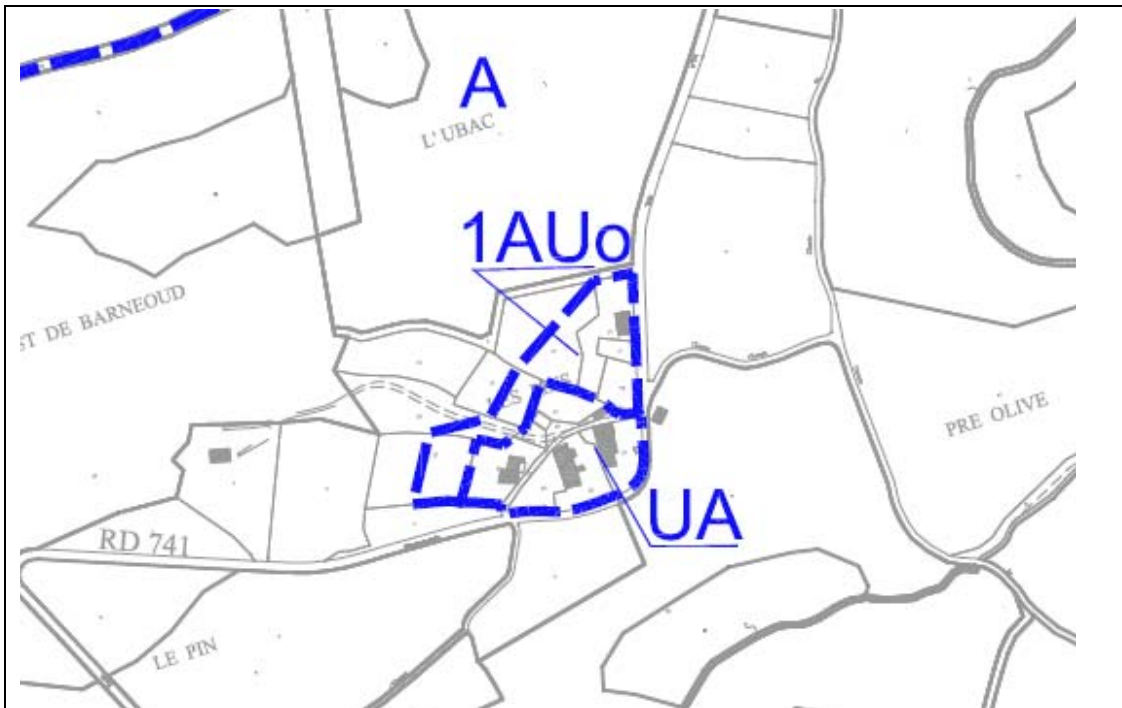 A
L'UBAC
1AUo
ST DE BARNEOUD
PRE OLIVE
UA
RD 741
LE PIN